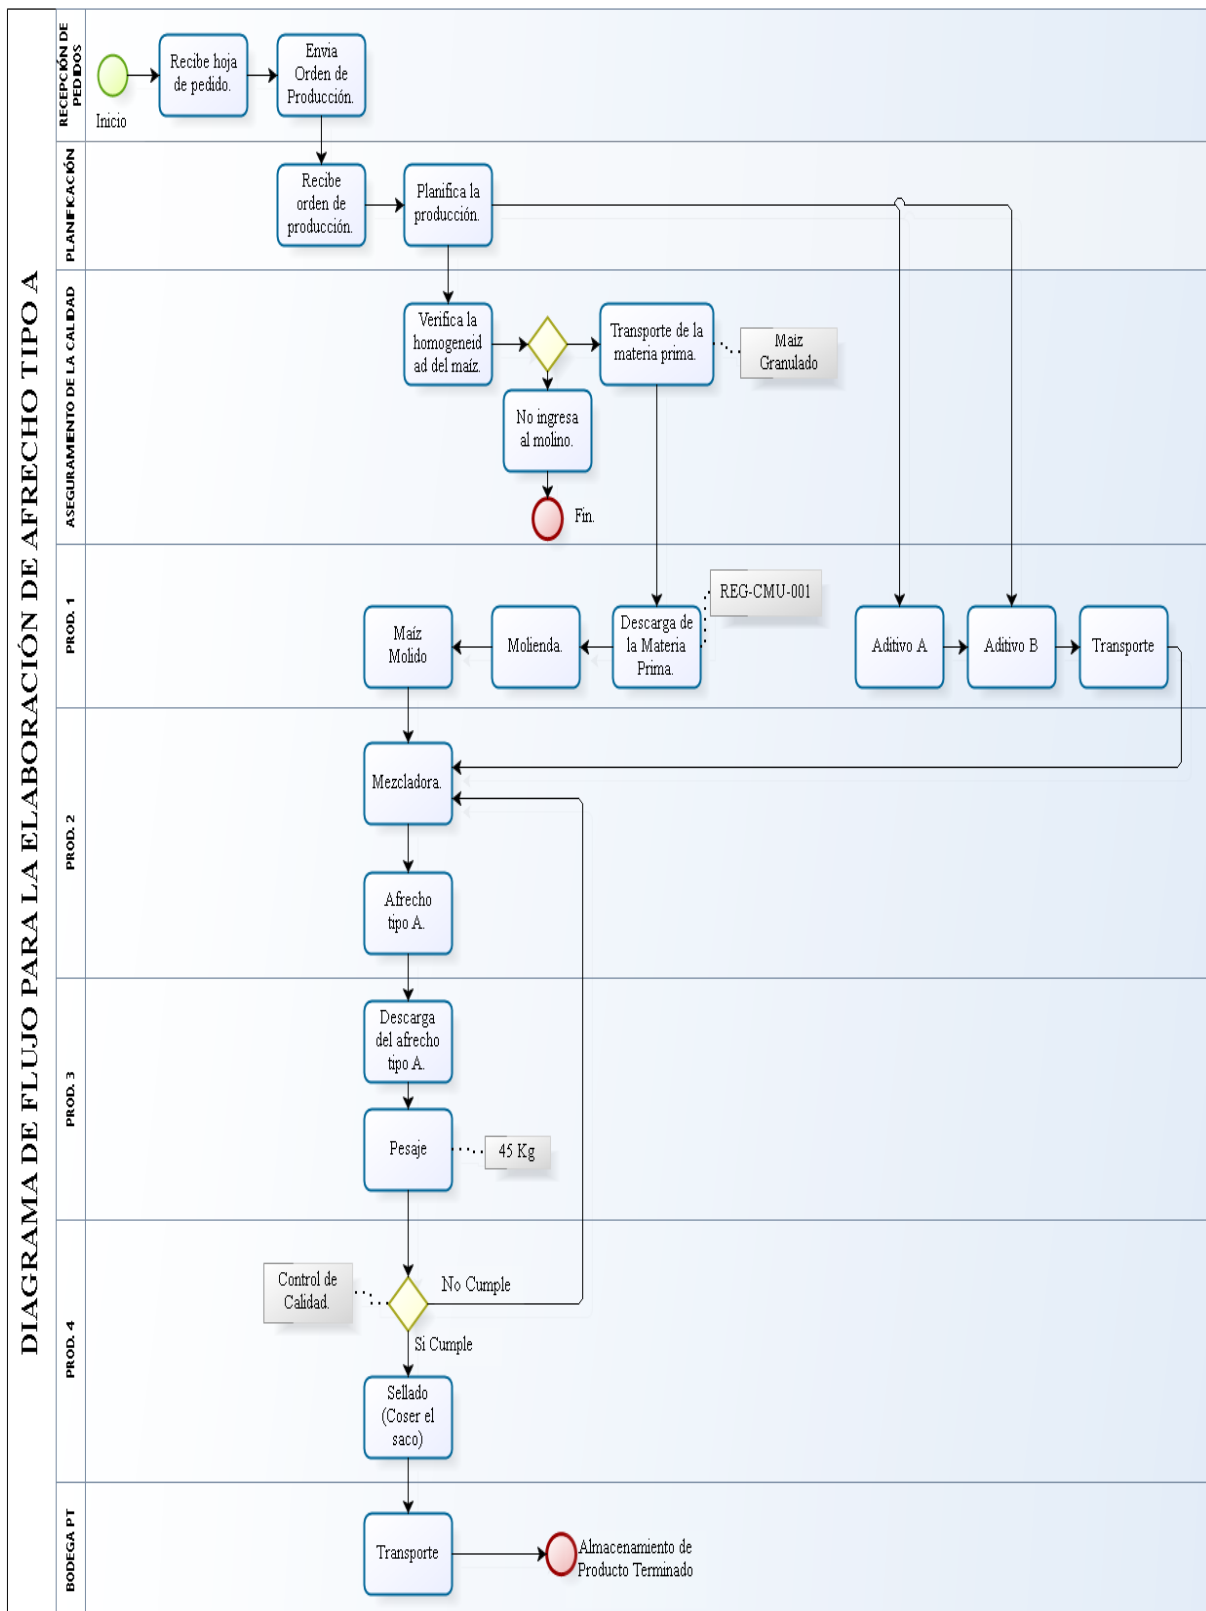 DIAGRAMA DE FLUJO PARA LA ELABORACIÓN DE AFRECHO TIPO A
RECEPCIÓN DE
PEDIDOS
Inicio
Recibe hoja
de pedido.
Envia
Orden de
Producción.
PLANIFICACIÓN
Recibe
orden de
producción.
Planifica la
producción.
ASEGURAMIENTO DE LA CALIDAD
Verifica la
homogeneid
ad del maíz.
Transporte de la
materia prima.
Maiz
Granulado
No ingresa
al molino.
Fin.
PROD. 1
Maíz
Molido
Molienda.
Descarga de
la Materia
Prima.
REG-CMU-001
Aditivo A
Aditivo B
Transporte
PROD. 2
Mezcladora.
Afrecho
tipo A.
PROD. 3
Descarga
del afrecho
tipo A.
Pesaje
45 Kg
PROD. 4
Control de
Calidad.
No Cumple
Si Cumple
Sellado
(Coser el
saco)
BODEGA PT
Transporte
Almacenamiento de
Producto Terminado